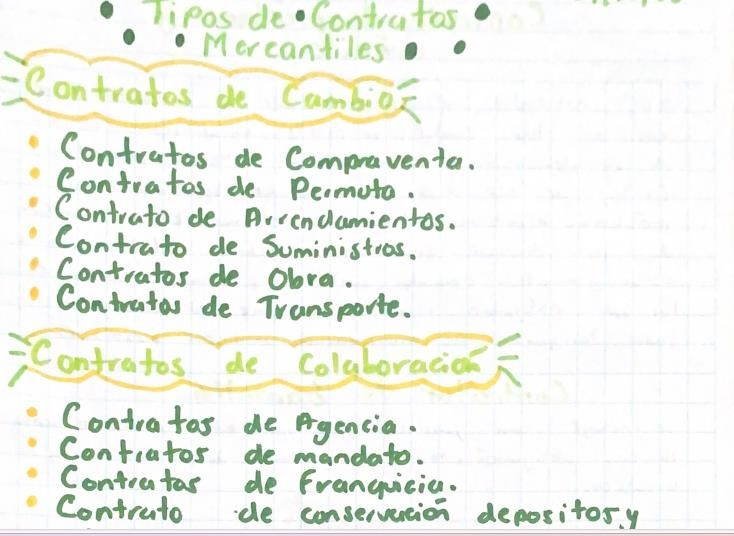 Tipos de Contratos
Mercantiles
Contratos de Cambio
Contratos de Compraventa.
Contratos de Permuto.
Contrato de Arrendamientos.
Contrato de Suministros.
Contratos de Obra.
Contratos de Transporte.
Contratos de Colaboración
Contratos de Agencia.
Contratos de mandato.
Contratos de Franquicia.
Contrato de conservación depositos y